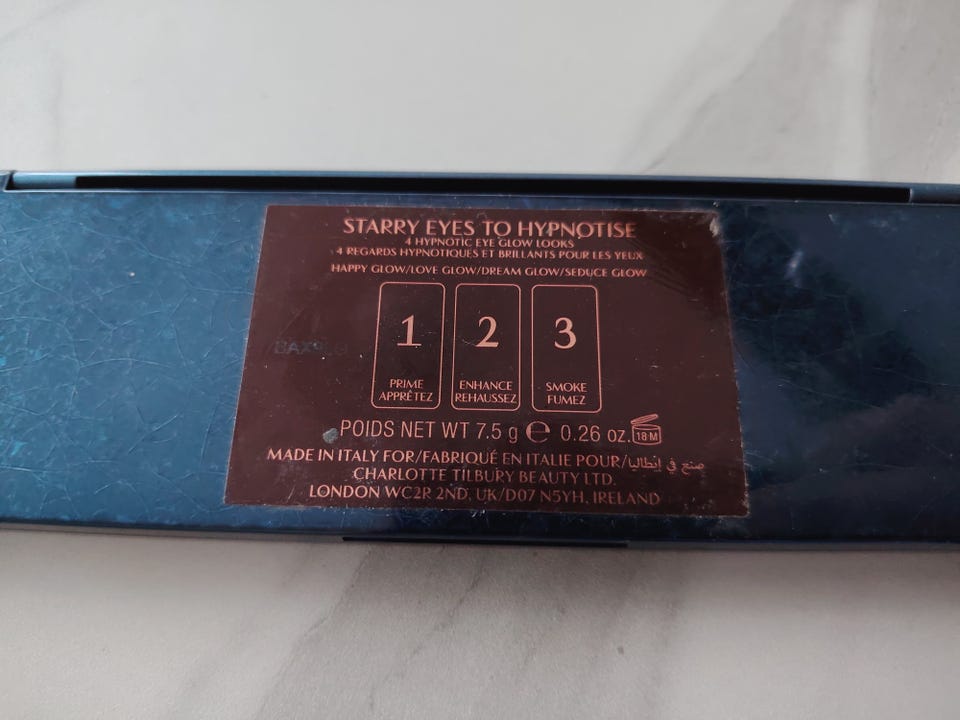 STARRY EYES TO HYPNOTISE
4 HYPNOTIC EYE GLOW LOOKS
4 REGARDS HYPNOTIQUES ET BRILLANTS POUR LES YEUX
HAPPY GLOW/LOVE GLOW/DREAM GLOW/SEDUCE GLOW
1 2 3
PRIME ENHANCE SMOKE
APPRÊTEZ REHAUSSEZ FUMEZ
POIDS NET WT 7.5 g ℮ 0.26 oz. 18 M
MADE IN ITALY FOR/FABRIQUÉ EN ITALIE POUR/صنع في إيطاليا
CHARLOTTE TILBURY BEAUTY LTD.
LONDON WC2R 2ND, UK/D07 N5YH, IRELAND